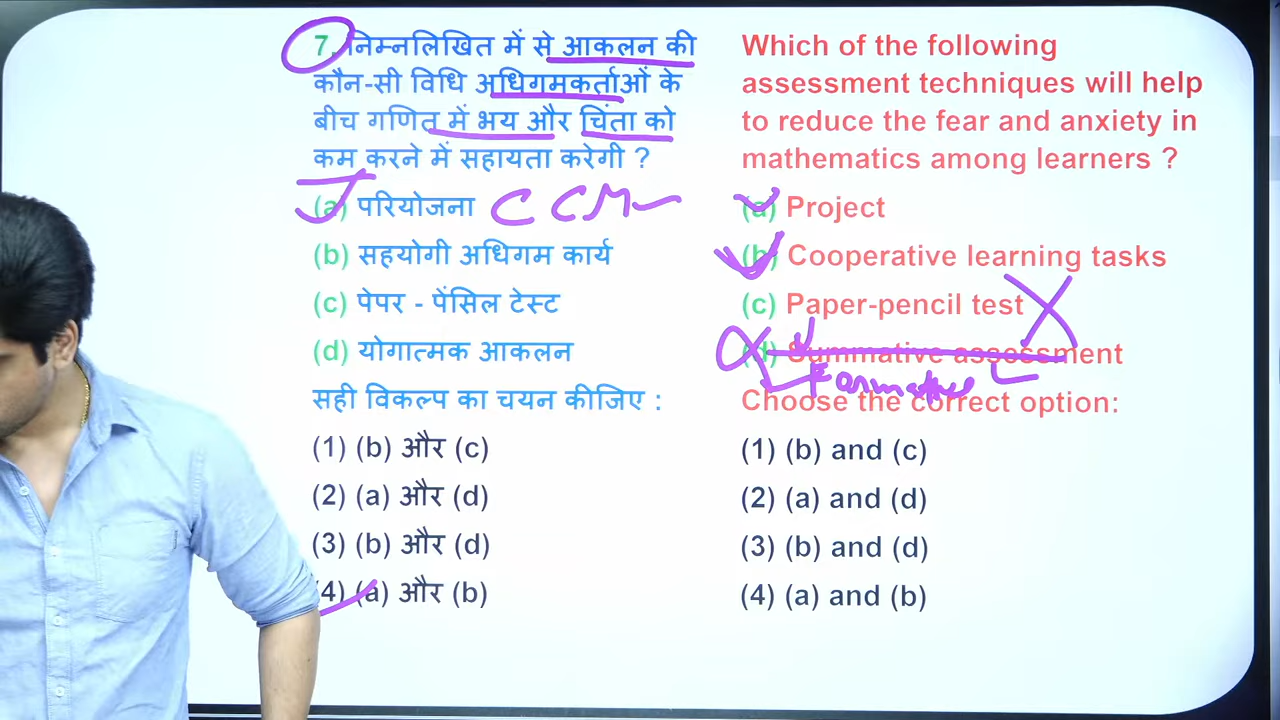 7. निम्नलिखित में से आकलन की
कौन-सी विधि अधिगमकर्ताओं के
बीच गणित में भय और चिंता को
कम करने में सहायता करेगी ?
(a) परियोजना
CCM
(b) सहयोगी अधिगम कार्य
(c) पेपर - पेंसिल टेस्ट
(d) योगात्मक आकलन
सही विकल्प का चयन कीजिए :
(1) (b) और (c)
(2) (a) और (d)
(3) (b) और (d)
(4) (a) और (b)
Which of the following
assessment techniques will help
to reduce the fear and anxiety in
mathematics among learners ?
(a) Project
(b) Cooperative learning tasks
(c) Paper-pencil test
(d) Summative assessment
Formative
Choose the correct option:
(1) (b) and (c)
(2) (a) and (d)
(3) (b) and (d)
(4) (a) and (b)